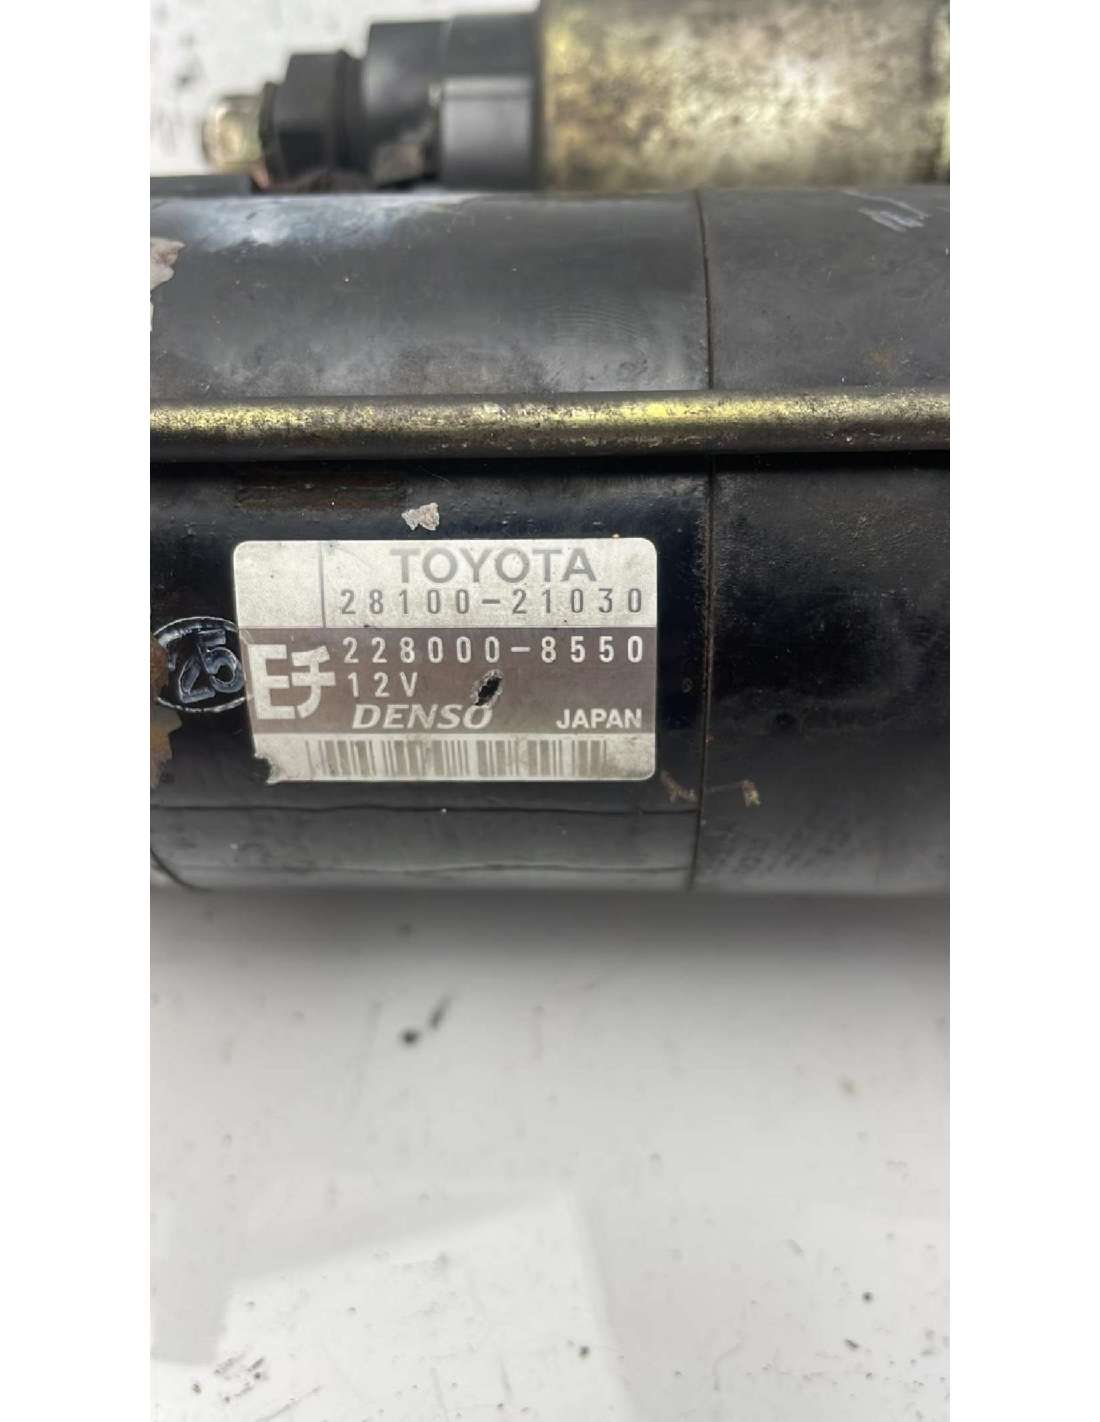 TOYOTA
28100-21030
Eチ
228000-8550
12V
DENSO JAPAN
25